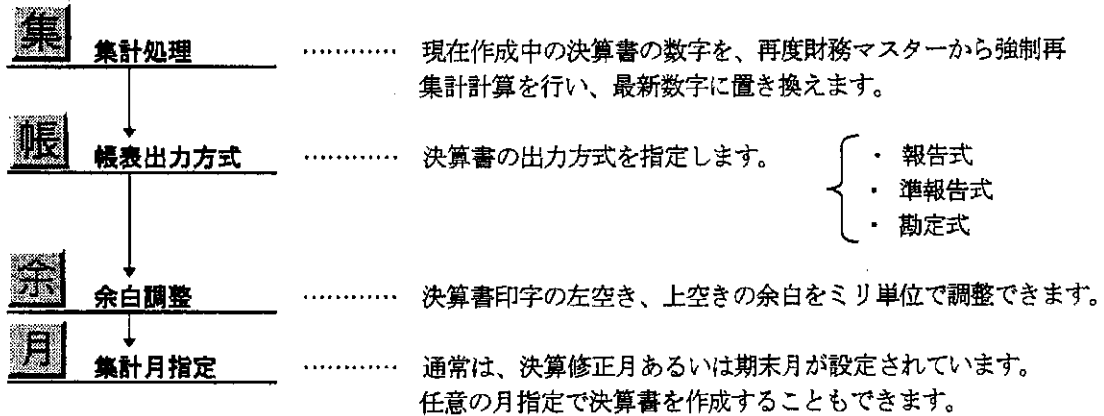 集
集計処理 ………… 現在作成中の決算書の数字を、再度財務マスターから強制再
集計計算を行い、最新数字に置き換えます。
帳
帳表出力方式 ………… 決算書の出力方式を指定します。
・ 報告式
・ 準報告式
・ 勘定式
余
余白調整 ………… 決算書印字の左空き、上空きの余白をミリ単位で調整できます。
月
集計月指定 ………… 通常は、決算修正月あるいは期末月が設定されています。
任意の月指定で決算書を作成することもできます。